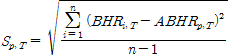 S_{p,T} = \sqrt{\frac{\sum_{i=1}^{n} (BHR_{i,T} - ABHR_{p,T})^2}{n-1}}